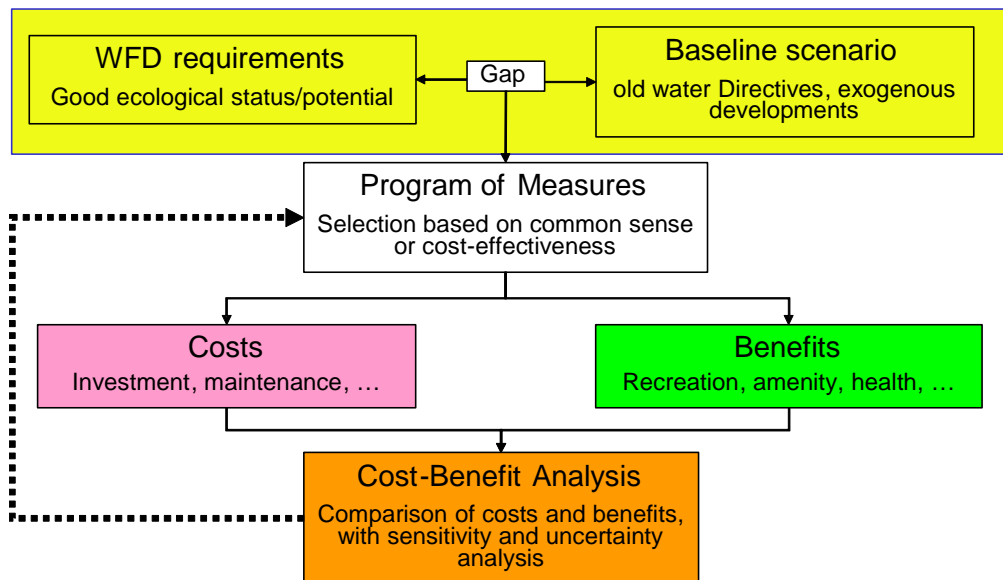 WFD requirements
Good ecological status/potential
Gap
Baseline scenario
old water Directives, exogenous
developments
Program of Measures
Selection based on common sense
or cost-effectiveness
Costs
Investment, maintenance, …
Benefits
Recreation, amenity, health, …
Cost-Benefit Analysis
Comparison of costs and benefits,
with sensitivity and uncertainty
analysis